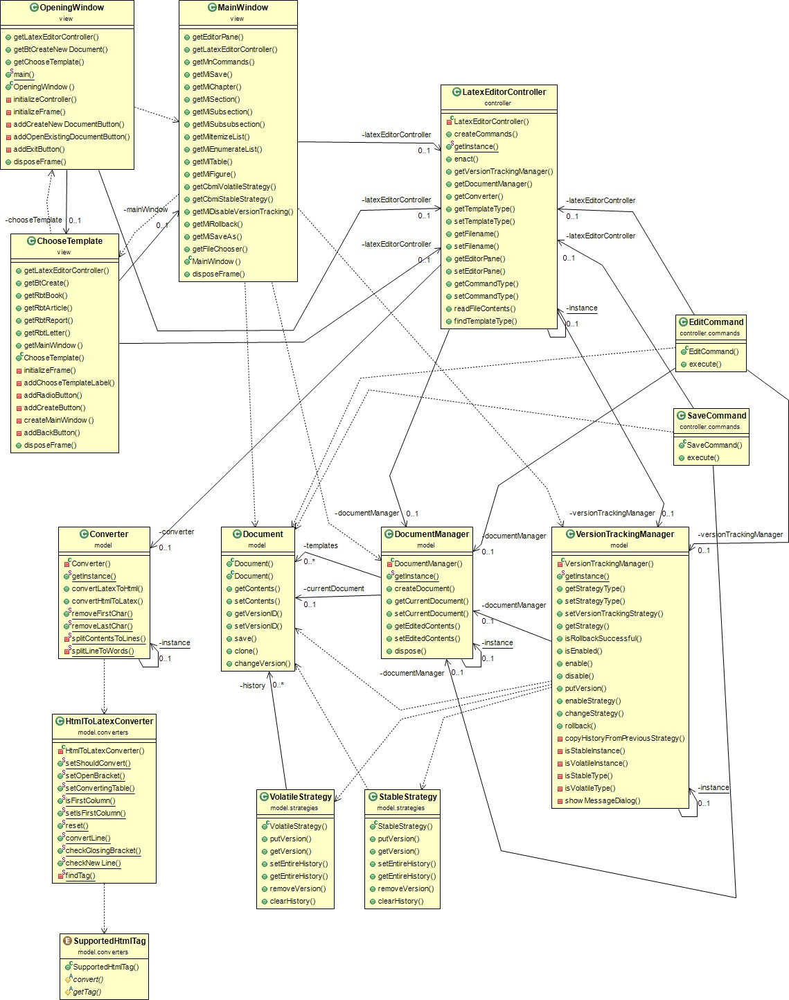 OpeningWindow
view
getLatexEditorController()
getBtCreateNewDocument()
getChooseTemplate()
main()
OpeningWindow()
initializeController()
initializeFrame()
addCreateNewDocumentButton()
addOpenExistingDocumentButton()
addExitButton()
disposeFrame()
MainWindow
view
getEditorPane()
getLatexEditorController()
getMnCommands()
getMiSave()
getMiChapter()
getMiSection()
getMiSubsection()
getMiSubsubsection()
getMiItemizeList()
getMiEnumerateList()
getMiTable()
getMiFigure()
getCbmiVolatileStrategy()
getCbmiStableStrategy()
getMiDisableVersionTracking()
getMiRollback()
getMiSaveAs()
getFileChooser()
MainWindow()
disposeFrame()
LatexEditorController
controller
LatexEditorController()
createCommands()
getInstance()
enact()
getVersionTrackingManager()
getDocumentManager()
getConverter()
getTemplateType()
setTemplateType()
getFilename()
setFilename()
getEditorPane()
setEditorPane()
getCommandType()
setCommandType()
readFileContents()
findTemplateType()
-latexEditorController
0..1
-latexEditorController
0..1
-latexEditorController
0..1
-latexEditorController
0..1
-latexEditorController
0..1
-instance
0..1
-mainWindow
0..1
-chooseTemplate
0..1
ChooseTemplate
view
getLatexEditorController()
getBtCreate()
getRbtBook()
getRbtArticle()
getRbtReport()
getRbtLetter()
getMainWindow()
ChooseTemplate()
initializeFrame()
addChooseTemplateLabel()
addRadioButton()
addCreateButton()
createMainWindow()
addBackButton()
disposeFrame()
EditCommand
controller.commands
EditCommand()
execute()
SaveCommand
controller.commands
SaveCommand()
execute()
-documentManager
0..1
-versionTrackingManager
0..1
-converter
0..1
-templates
0..*
-currentDocument
0..1
-documentManager
0..1
-documentManager
0..1
-versionTrackingManager
0..1
-instance
0..1
-instance
0..1
-documentManager
0..1
-history
0..*
-instance
0..1
Converter
model
Converter()
getInstance()
convertLatexToHtml()
convertHtmlToLatex()
removeFirstChar()
removeLastChar()
splitContentsToLines()
splitLineToWords()
Document
model
Document()
Document()
getContents()
setContents()
getVersionID()
setVersionID()
save()
clone()
changeVersion()
DocumentManager
model
DocumentManager()
getInstance()
createDocument()
getCurrentDocument()
setCurrentDocument()
getEditedContents()
setEditedContents()
dispose()
VersionTrackingManager
model
VersionTrackingManager()
getInstance()
getStrategyType()
setStrategyType()
setVersionTrackingStrategy()
getStrategy()
isRollbackSuccessful()
isEnabled()
enable()
disable()
putVersion()
enableStrategy()
changeStrategy()
rollback()
copyHistoryFromPreviousStrategy()
isStableInstance()
isVolatileInstance()
isStableType()
isVolatileType()
showMessageDialog()
HtmlToLatexConverter
model.converters
HtmlToLatexConverter()
setShouldConvert()
setOpenBracket()
setConvertingTable()
isFirstColumn()
setIsFirstColumn()
reset()
convertLine()
checkClosingBracket()
checkNewLine()
findTag()
VolatileStrategy
model.strategies
VolatileStrategy()
putVersion()
getVersion()
setEntireHistory()
getEntireHistory()
removeVersion()
clearHistory()
StableStrategy
model.strategies
StableStrategy()
putVersion()
getVersion()
setEntireHistory()
getEntireHistory()
removeVersion()
clearHistory()
SupportedHtmlTag
model.converters
SupportedHtmlTag()
convert()
getTag()